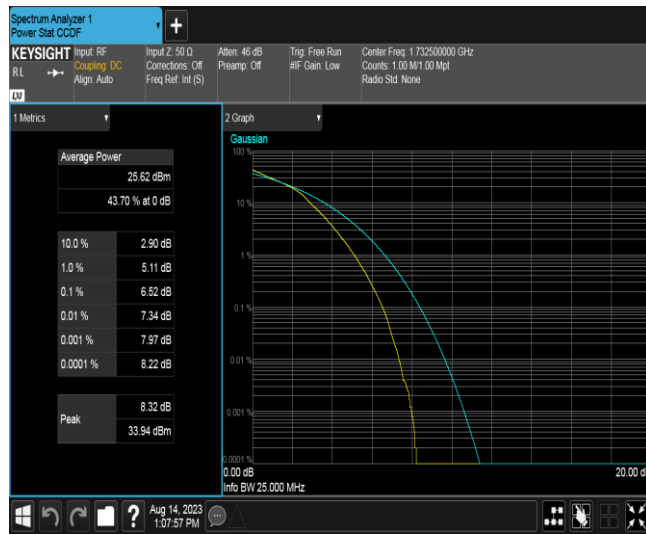 Spectrum Analyzer 1
Power Stat CCDF
+
KEYSIGHT
RL
LXI
Input: RF
Coupling: DC
Align: Auto
Input Z: 50 Ω
Corrections: Off
Freq Ref: Int (S)
Atten: 46 dB
Preamp: Off
Trig: Free Run
#IF Gain: Low
Center Freq: 1.732500000 GHz
Counts: 1.00 M/1.00 Mpt
Radio Std: None
1 Metrics
Average Power
25.62 dBm
43.70 % at 0 dB
10.0 % 2.90 dB
1.0 % 5.11 dB
0.1 % 6.52 dB
0.01 % 7.34 dB
0.001 % 7.97 dB
0.0001 % 8.22 dB
Peak
8.32 dB
33.94 dBm
2 Graph
Gaussian
100 %
10 %
1 %
0.1 %
0.01 %
0.001 %
0.0001 %
0.00 dB
20.00 d
Info BW 25.000 MHz
?
Aug 14, 2023
1:07:57 PM